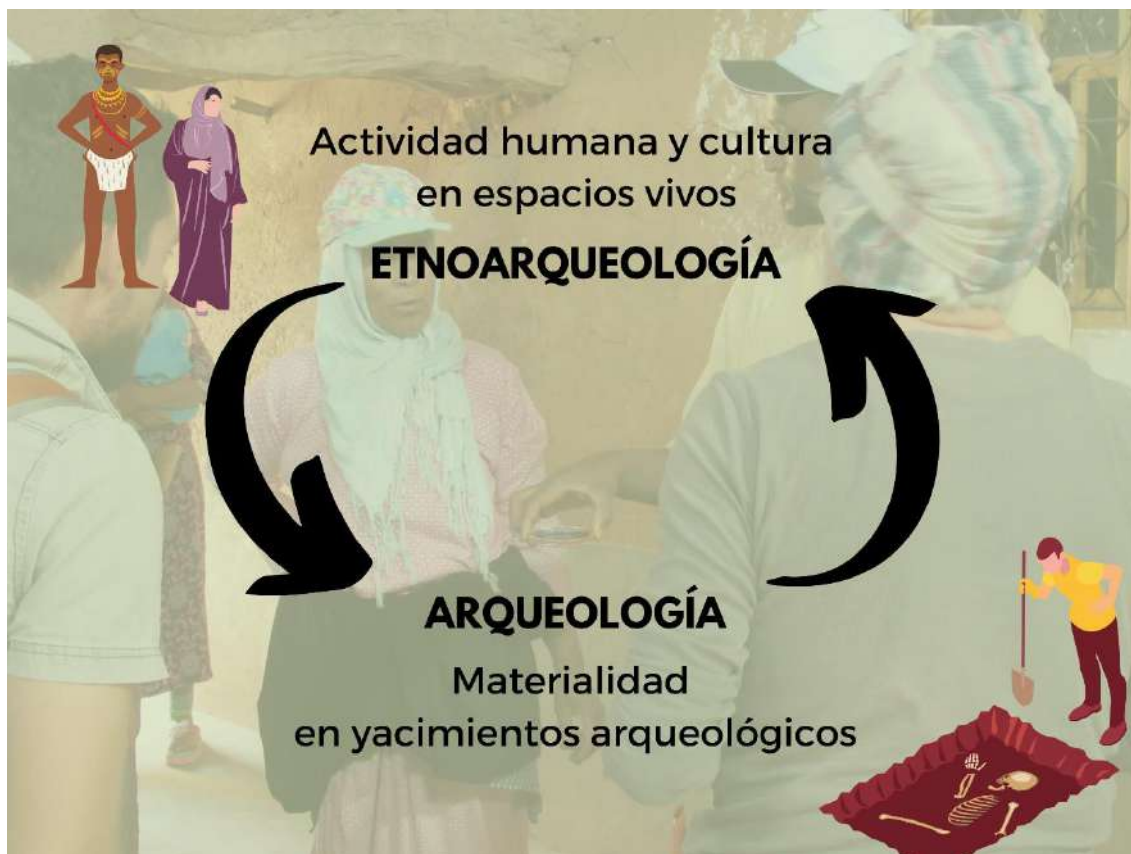 Actividad humana y cultura
en espacios vivos
ETNOARQUEOLOGÍA
ARQUEOLOGÍA
Materialidad
en yacimientos arqueológicos